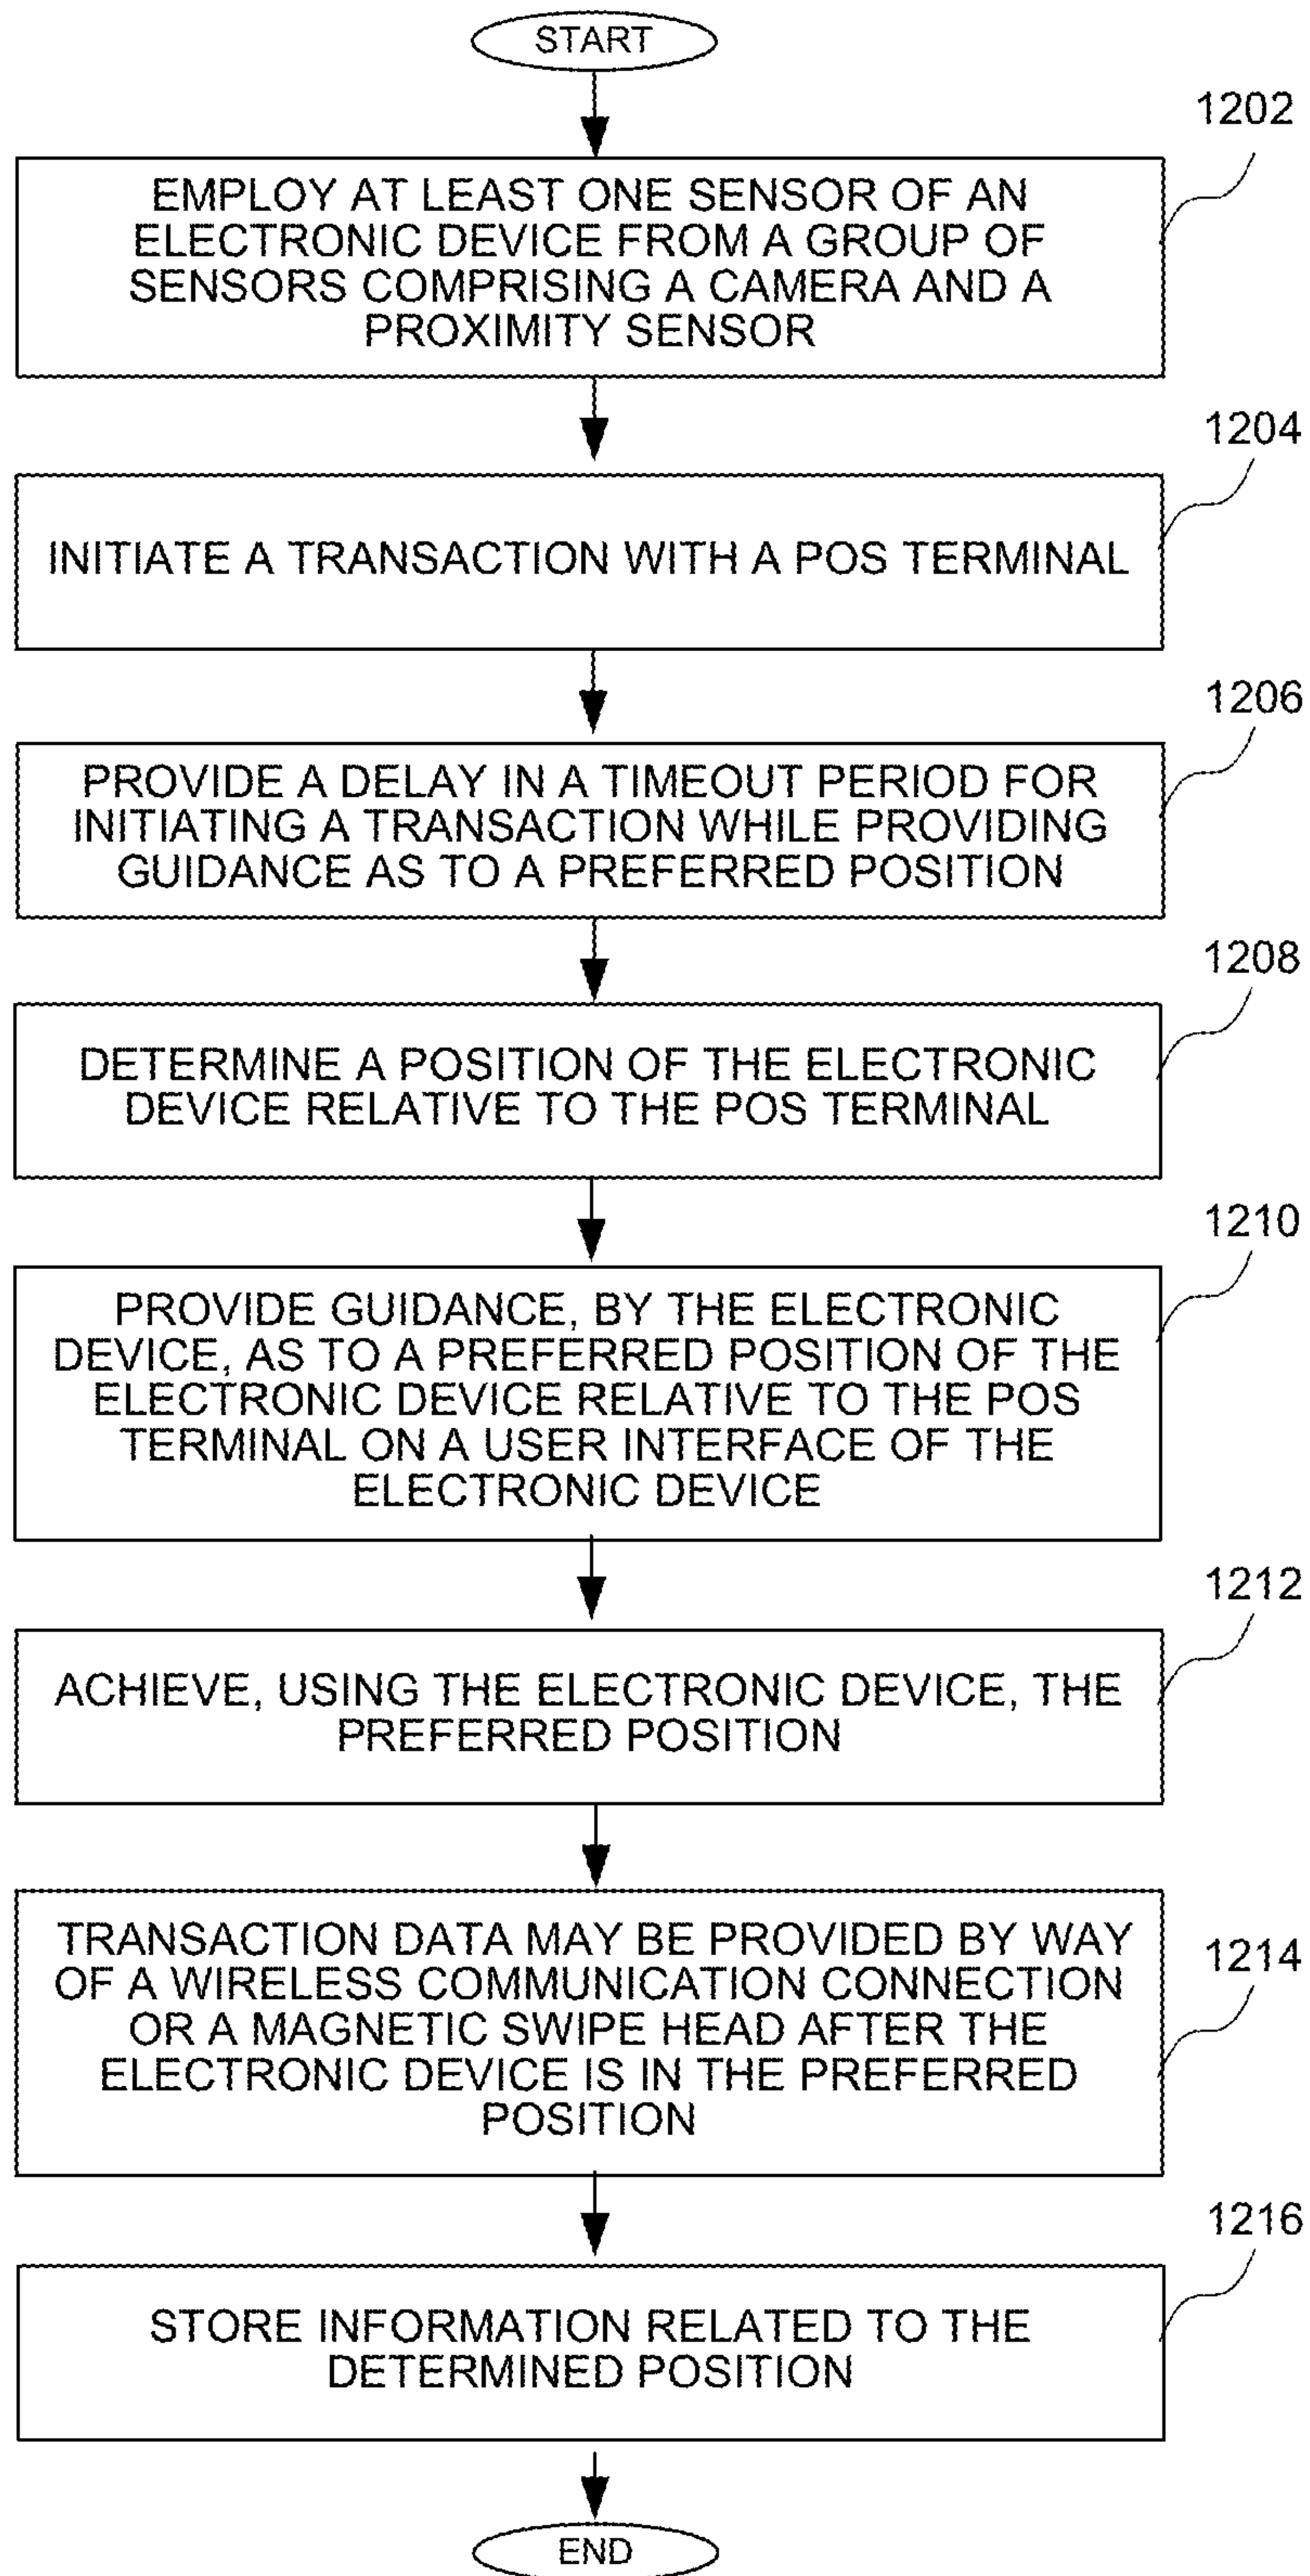 START
1202
EMPLOY AT LEAST ONE SENSOR OF AN
ELECTRONIC DEVICE FROM A GROUP OF
SENSORS COMPRISING A CAMERA AND A
PROXIMITY SENSOR
1204
INITIATE A TRANSACTION WITH A POS TERMINAL
1206
PROVIDE A DELAY IN A TIMEOUT PERIOD FOR
INITIATING A TRANSACTION WHILE PROVIDING
GUIDANCE AS TO A PREFERRED POSITION
1208
DETERMINE A POSITION OF THE ELECTRONIC
DEVICE RELATIVE TO THE POS TERMINAL
1210
PROVIDE GUIDANCE, BY THE ELECTRONIC
DEVICE, AS TO A PREFERRED POSITION OF THE
ELECTRONIC DEVICE RELATIVE TO THE POS
TERMINAL ON A USER INTERFACE OF THE
ELECTRONIC DEVICE
1212
ACHIEVE, USING THE ELECTRONIC DEVICE, THE
PREFERRED POSITION
1214
TRANSACTION DATA MAY BE PROVIDED BY WAY
OF A WIRELESS COMMUNICATION CONNECTION
OR A MAGNETIC SWIPE HEAD AFTER THE
ELECTRONIC DEVICE IS IN THE PREFERRED
POSITION
1216
STORE INFORMATION RELATED TO THE
DETERMINED POSITION
END